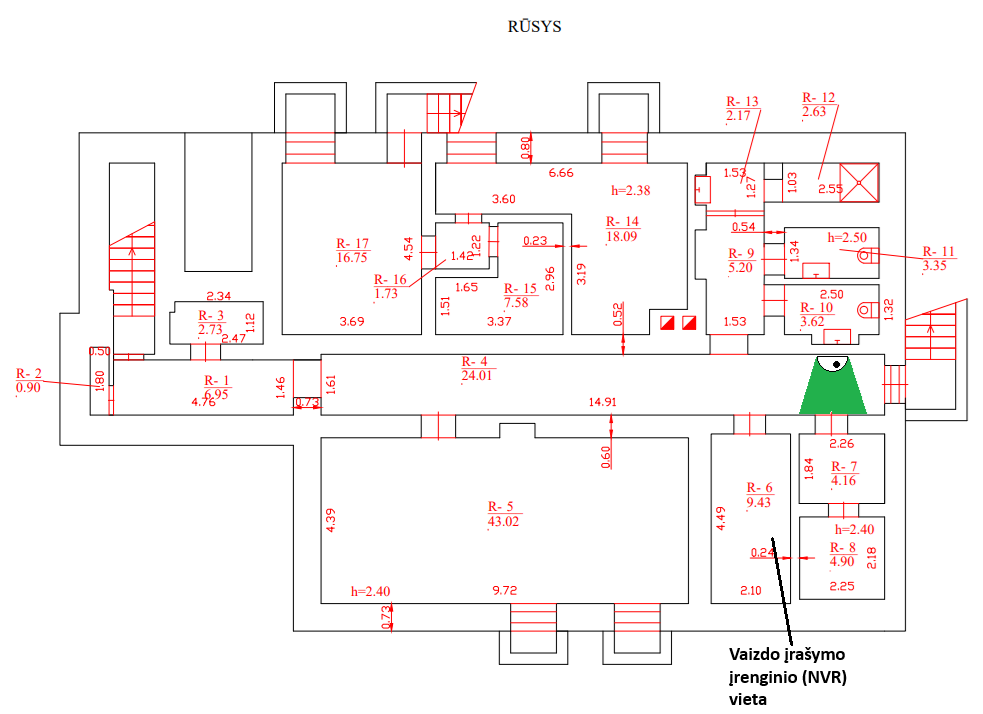 RŪSYS
R- 13
2.17
R- 12
2.63
0.80
6.66
h=2.38
3.60
R- 14
18.09
1.53
1.27
1.03
2.55
0.54
h=2.50
R- 9
5.20
1.34
R- 11
3.35
R- 17
16.75
4.54
1.42
1.22
0.23
R- 16
1.73
2.96
3.19
1.65
R- 15
7.58
1.51
3.37
3.69
0.52
1.53
2.50
R- 10
3.62
1.32
2.34
R- 3
2.73
1.12
2.47
0.50
R- 2
0.90
1.80
R- 1
6.95
4.76
1.46
0.73
1.61
R- 4
24.01
14.91
0.60
2.26
R- 7
4.16
1.84
R- 6
9.43
4.49
R- 5
43.02
4.39
h=2.40
R- 8
4.90
2.18
0.24
2.25
2.10
h=2.40
9.72
0.73
Vaizdo įrašymo
įrenginio (NVR)
vieta